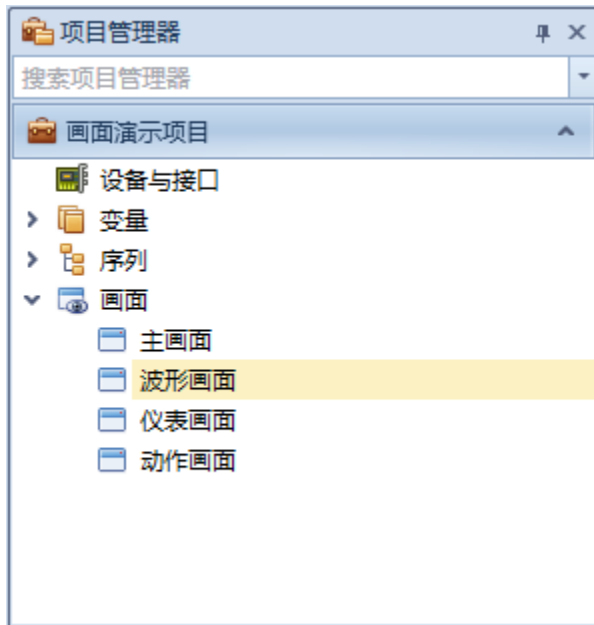 项目管理器
搜索项目管理器
画面演示项目
设备与接口
变量
序列
画面
主画面
波形画面
仪表画面
动作画面